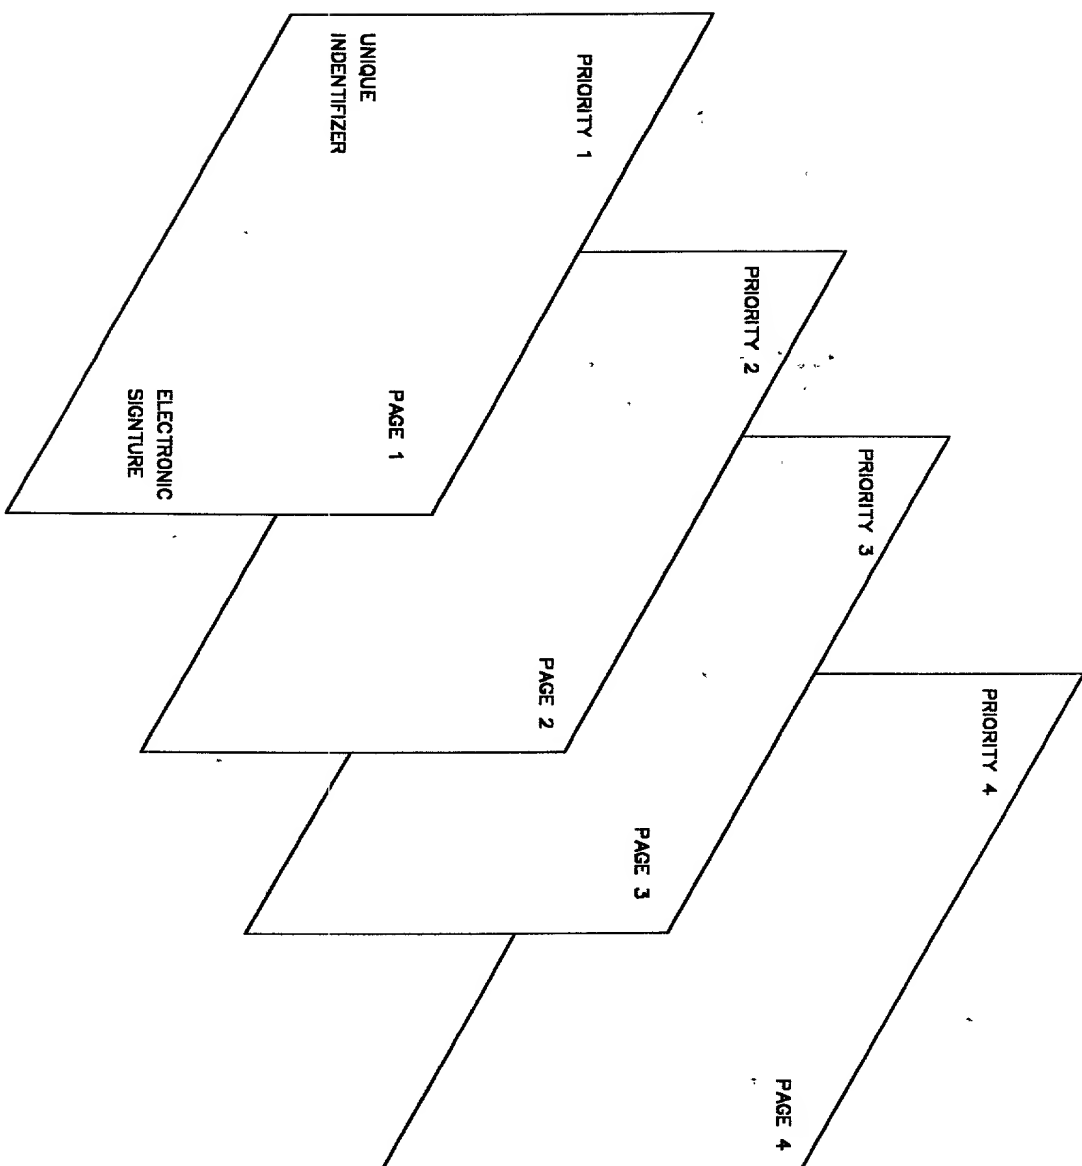 PRIORITY 1
UNIQUE
INDENTIFIZER
PAGE 1
ELECTRONIC
SIGNTURE
PRIORITY 2
PAGE 2
PRIORITY 3
PAGE 3
PRIORITY 4
PAGE 4